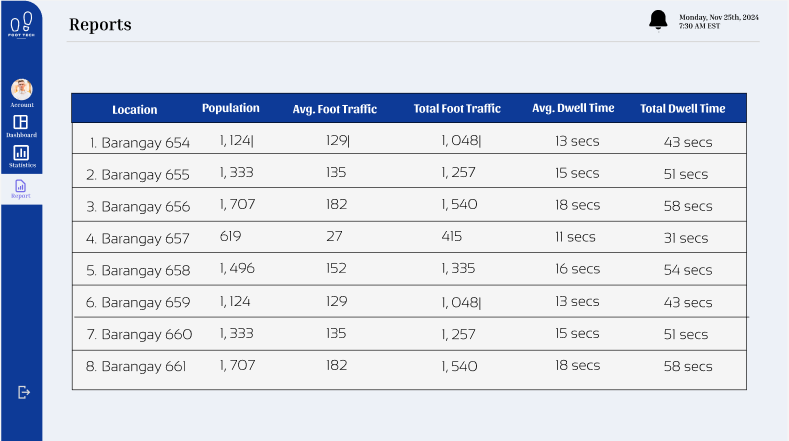 FOOT TECH
Reports
Monday, Nov 25th, 2024
7:30 AM EST
Account
Dashboard
Statistics
Report
Location Population Avg. Foot Traffic Total Foot Traffic Avg. Dwell Time Total Dwell Time
1. Barangay 654 1, 124| 129| 1, 048| 13 secs 43 secs
2. Barangay 655 1, 333 135 1, 257 15 secs 51 secs
3. Barangay 656 1, 707 182 1, 540 18 secs 58 secs
4. Barangay 657 619 27 415 11 secs 31 secs
5. Barangay 658 1, 496 152 1, 335 16 secs 54 secs
6. Barangay 659 1, 124 129 1, 048| 13 secs 43 secs
7. Barangay 660 1, 333 135 1, 257 15 secs 51 secs
8. Barangay 661 1, 707 182 1, 540 18 secs 58 secs